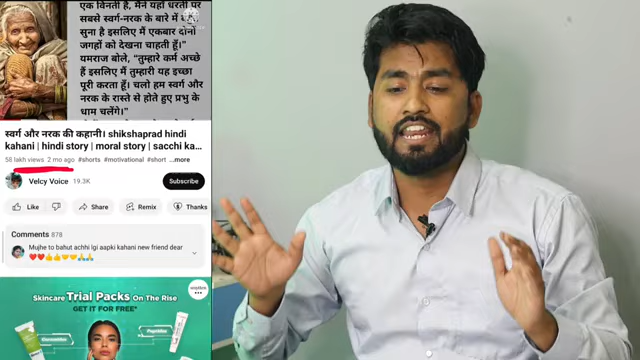 एक विनती है, मैंने यहाँ धरती पर
सबसे स्वर्ग-नरक के बारे में
सुना है इसलिए मैं एकबार दोनों
जगहों को देखना चाहती हूँ।
यमराज बोले, “तुम्हारे कर्म अच्छे
हैं इसलिए मैं तुम्हारी यह इच्छा
पूरी करता हूँ। चलो हम स्वर्ग और
नरक के रास्ते से होते हुए प्रभु के
धाम चलेंगे।”
स्वर्ग और नरक की कहानी। shikshaprad hindi
kahani | hindi story | moral story | sacchi ka...
58 lakh views 2 mo ago #shorts #motivational #short ...more
Velcy Voice 19.3K Subscribe
Like Share Remix Thanks
Comments 878
Mujhe to bahut achhi lgi aapki kahani new friend dear
❤️❤️👍👍🤝🤝🙏🙏
Skincare Trial Packs On The Rise
GET IT FOR FREE*